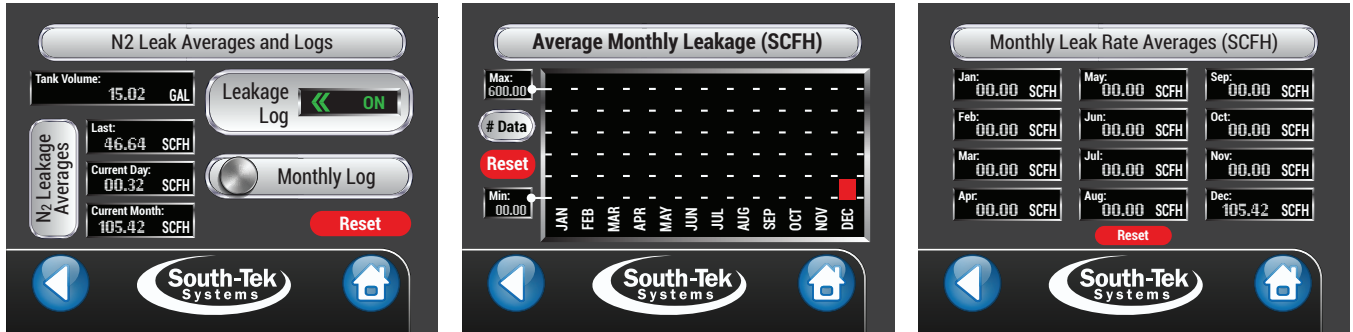 N2 Leak Averages and Logs
Tank Volume:
15.02 GAL
Leakage
Log
ON
N2 Leakage
Averages
Last:
46.64 SCFH
Current Day:
00.32 SCFH
Current Month:
105.42 SCFH
Monthly Log
Reset
South-Tek
Systems
Average Monthly Leakage (SCFH)
Max:
600.00
# Data
Reset
Min:
00.00
JAN
FEB
MAR
APR
MAY
JUN
JUL
AUG
SEP
OCT
NOV
DEC
South-Tek
Systems
Monthly Leak Rate Averages (SCFH)
Jan:
00.00 SCFH
Feb:
00.00 SCFH
Mar:
00.00 SCFH
Apr:
00.00 SCFH
May:
00.00 SCFH
Jun:
00.00 SCFH
Jul:
00.00 SCFH
Aug:
00.00 SCFH
Sep:
00.00 SCFH
Oct:
00.00 SCFH
Nov:
00.00 SCFH
Dec:
105.42 SCFH
Reset
South-Tek
Systems